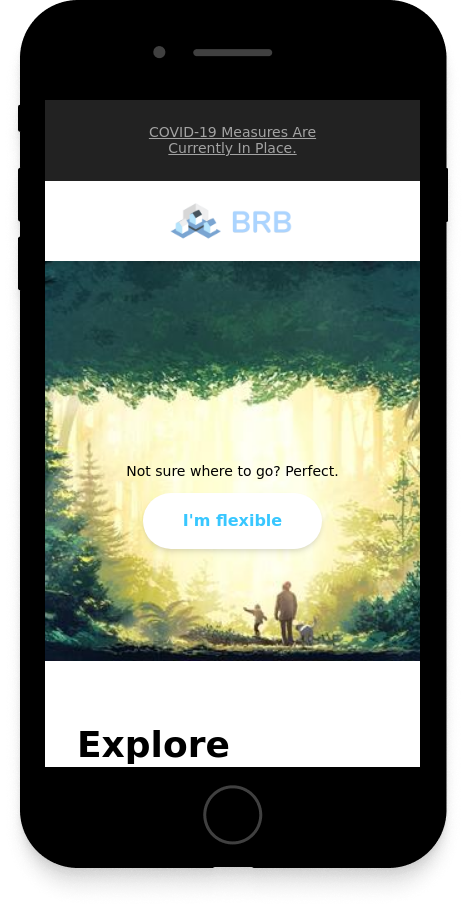 COVID-19 Measures Are
Currently In Place.
BRB
Not sure where to go? Perfect.
I'm flexible
Explore